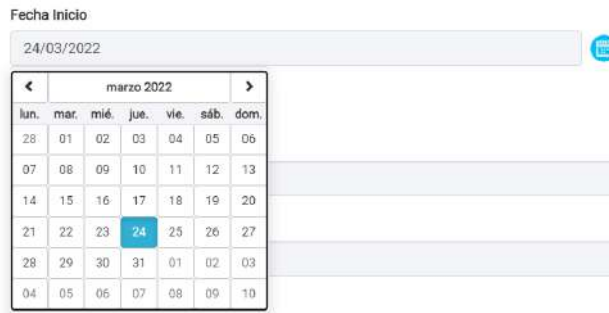 Fecha Inicio
24/03/2022
marzo 2022
lun. mar. mié. jue. vie. sáb. dom.
28 01 02 03 04 05 06
07 08 09 10 11 12 13
14 15 16 17 18 19 20
21 22 23 24 25 26 27
28 29 30 31 01 02 03
04 05 06 07 08 09 10